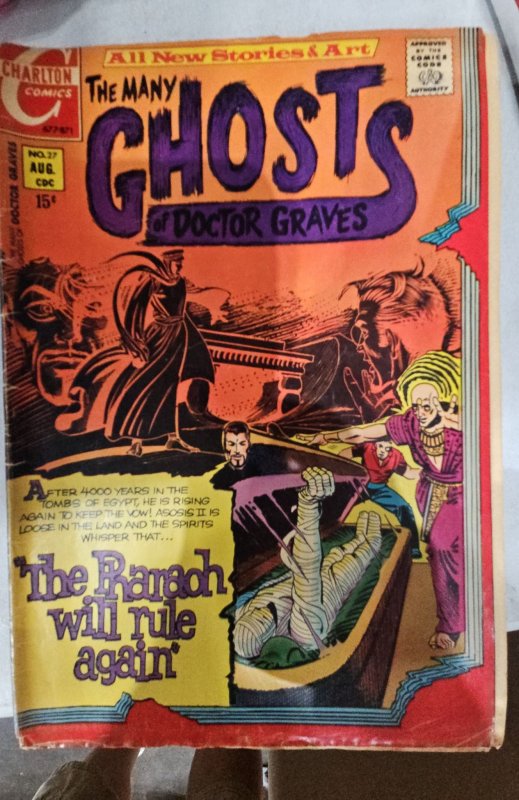 All New Stories & Art
CHARLTON
COMICS
APPROVED
BY THE
COMICS
CODE
AUTHORITY
THE MANY
GHOSTS
of DOCTOR GRAVES
NO. 27
AUG.
CDC
15¢
DOCTOR GRAVES
AFTER 4000 YEARS IN THE
TOMBS OF EGYPT, HE IS RISING
AGAIN TO KEEP THE VOW! ASOSIS II IS
LOOSE IN THE LAND AND THE SPIRITS
WHISPER THAT...
"The Pharaoh
will rule
again"